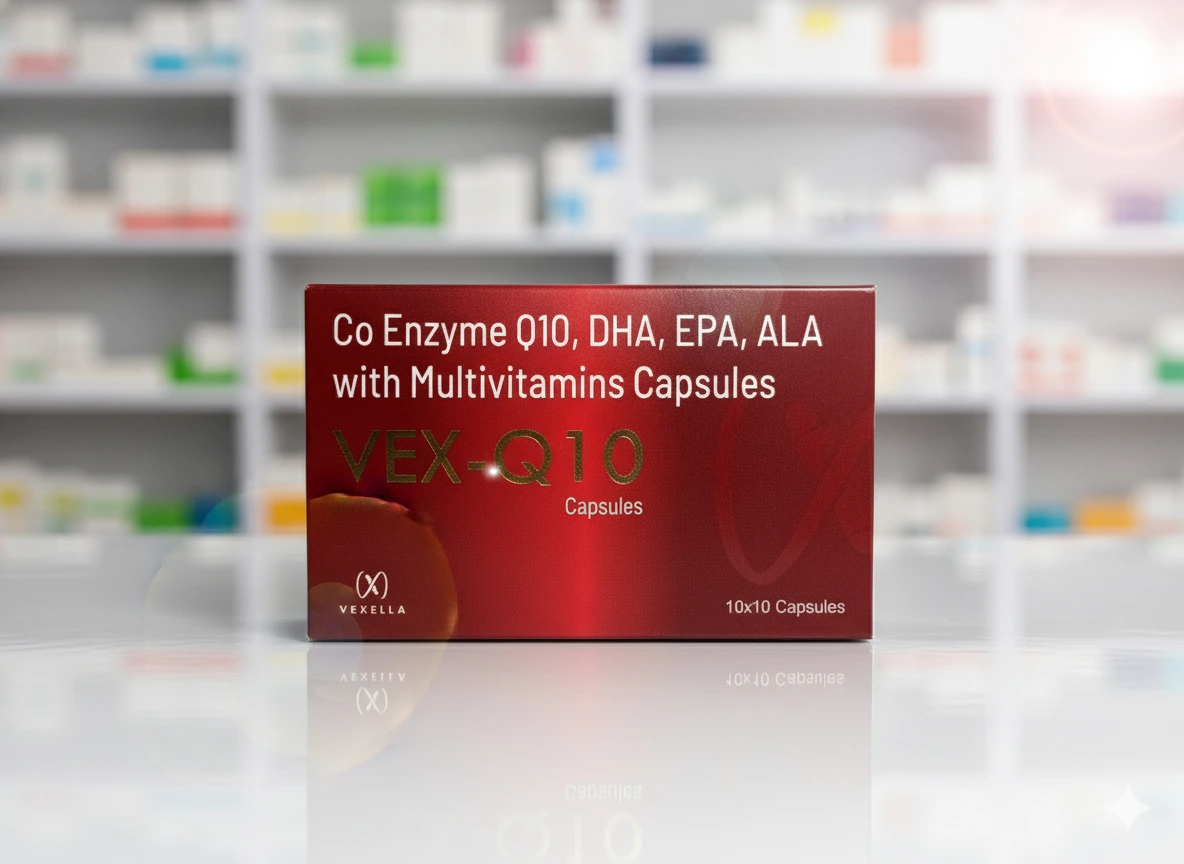 Co Enzyme Q10, DHA, EPA, ALA
with Multivitamins Capsules
VEX-Q10
Capsules
VEXELLA
10x10 Capsules